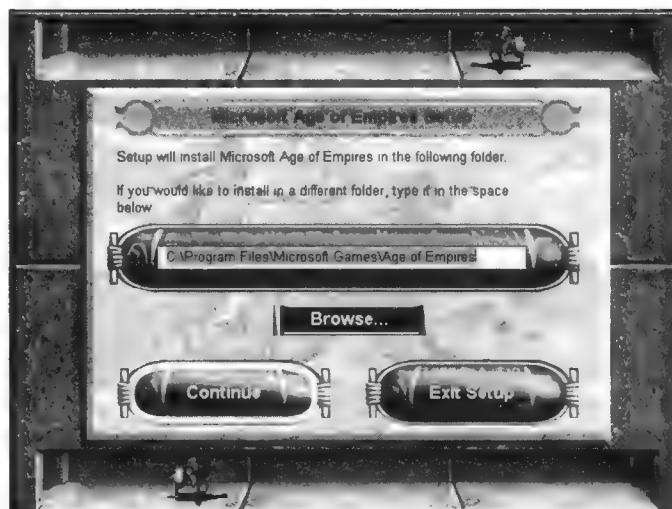 Microsoft Age of Empires Setup
Setup will install Microsoft Age of Empires in the following folder.
If you would like to install in a different folder, type it in the space
below
C:\Program Files\Microsoft Games\Age of Empires
Browse...
Continue
Exit Setup